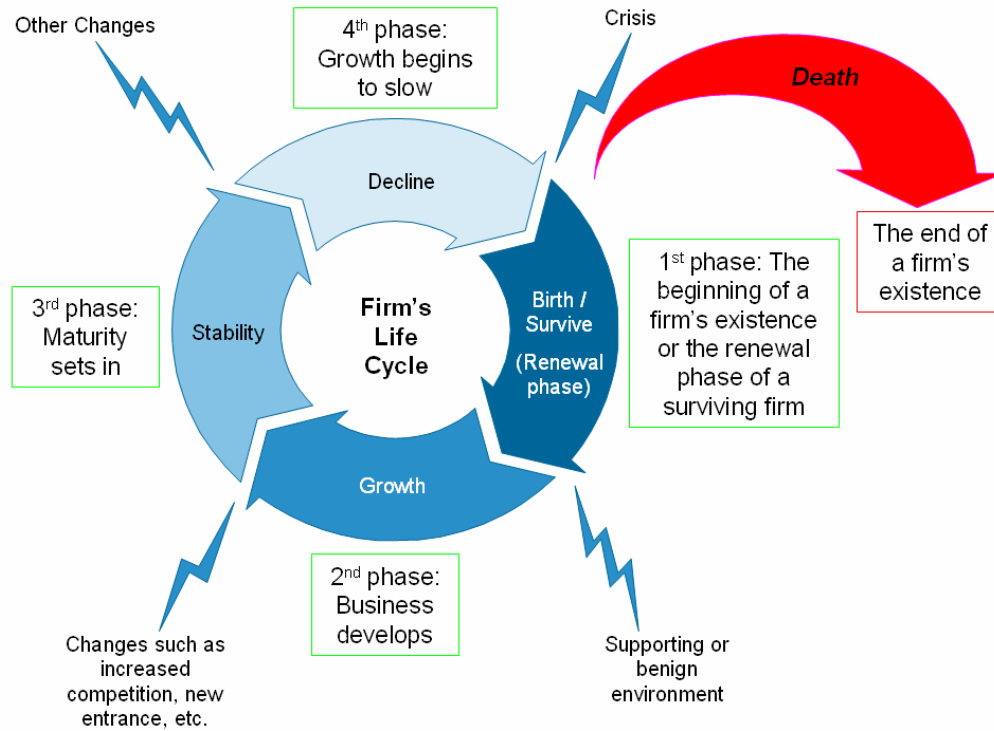 Other Changes
4th phase:
Growth begins
to slow
Crisis
Death
The end of
a firm's
existence
Decline
1st phase: The
beginning of a
firm's existence
or the renewal
phase of a
surviving firm
Birth /
Survive
(Renewal
phase)
Firm's
Life
Cycle
Stability
3rd phase:
Maturity
sets in
Growth
2nd phase:
Business
develops
Changes such as
increased
competition, new
entrance, etc.
Supporting or
benign
environment